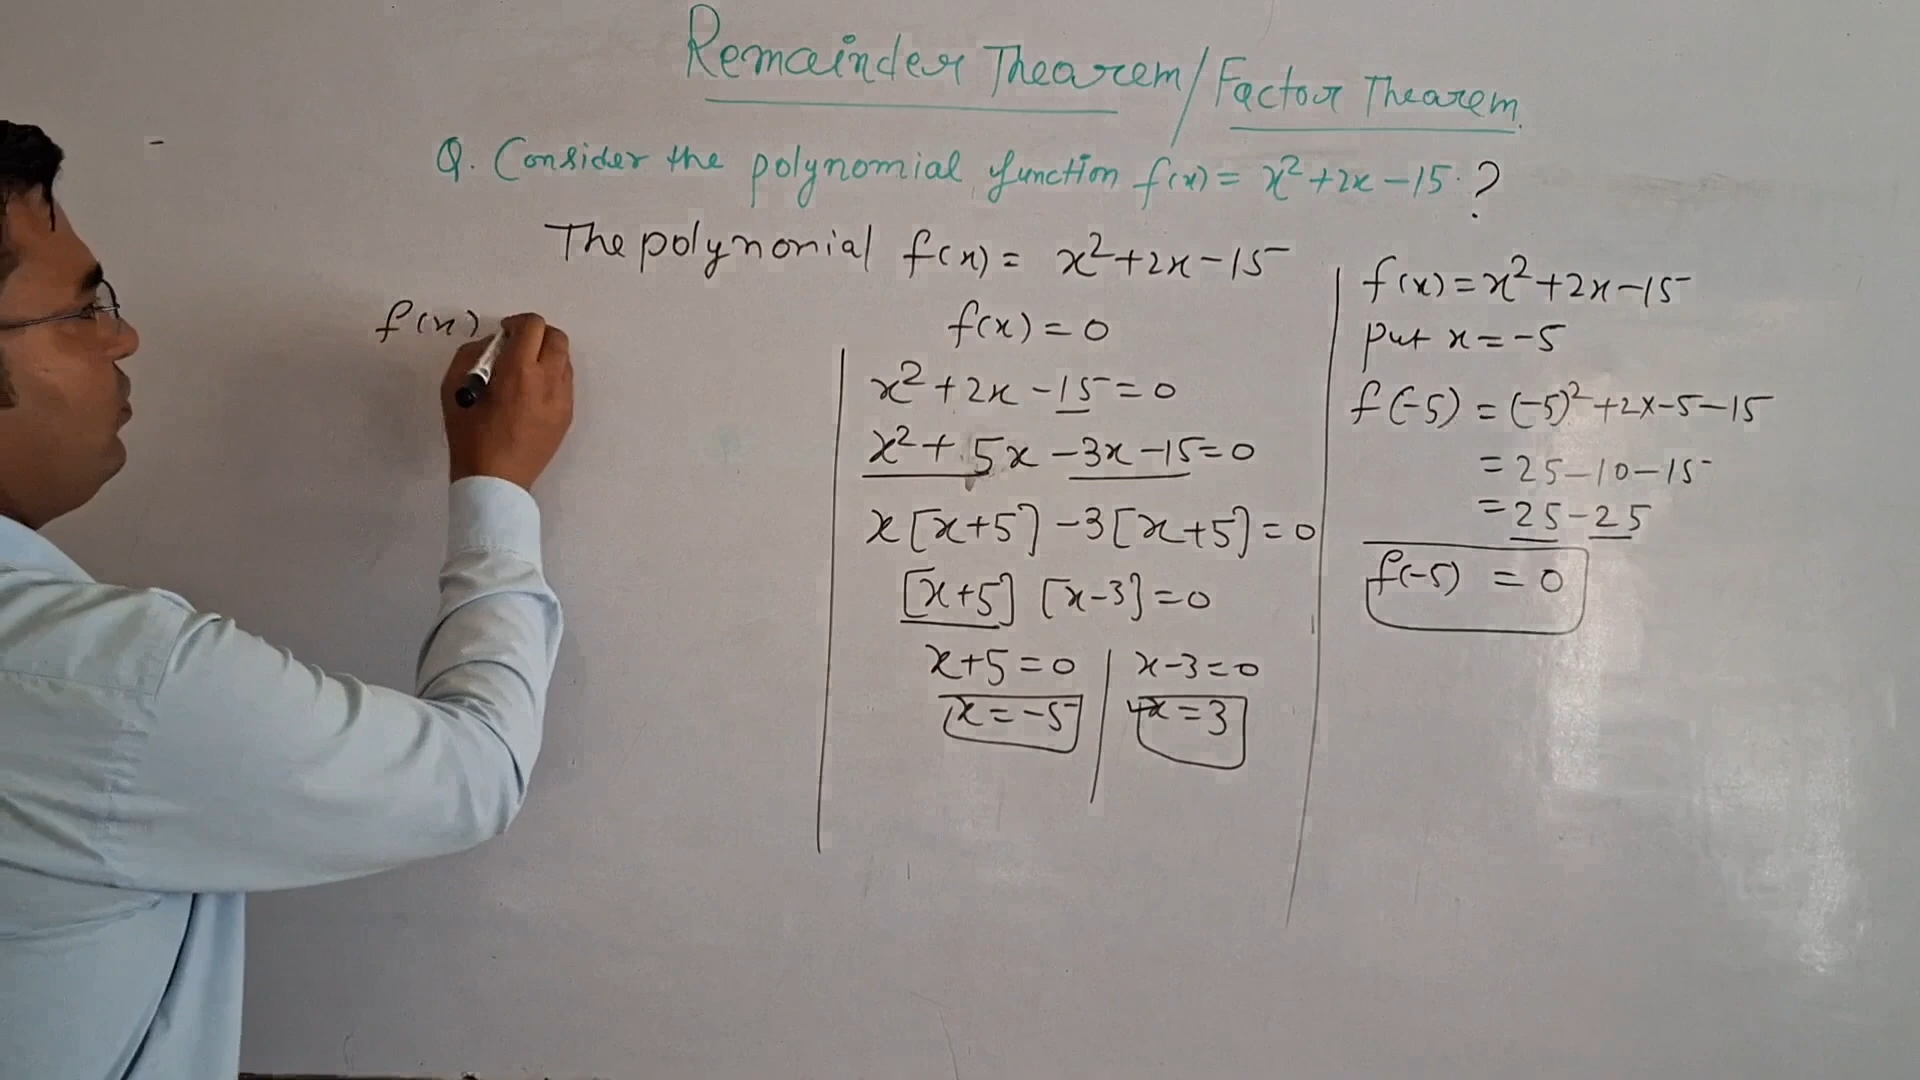 Remainder Thearem/Factor Thearem.
Q. Consider the polynomial function f(x) = x²+2x-15.?
The polynonial f(x) = x²+2x-15
f(x)
f(x) = 0
x² + 2x - 15 = 0
x² + 5x - 3x - 15 = 0
x[x+5] - 3[x+5] = 0
[x+5] [x-3] = 0
x+5 = 0 | x-3 = 0
x = -5 | x = 3
f(x) = x²+2x-15
put x = -5
f(-5) = (-5)²+2x-5-15
= 25-10-15
= 25-25
f(-5) = 0